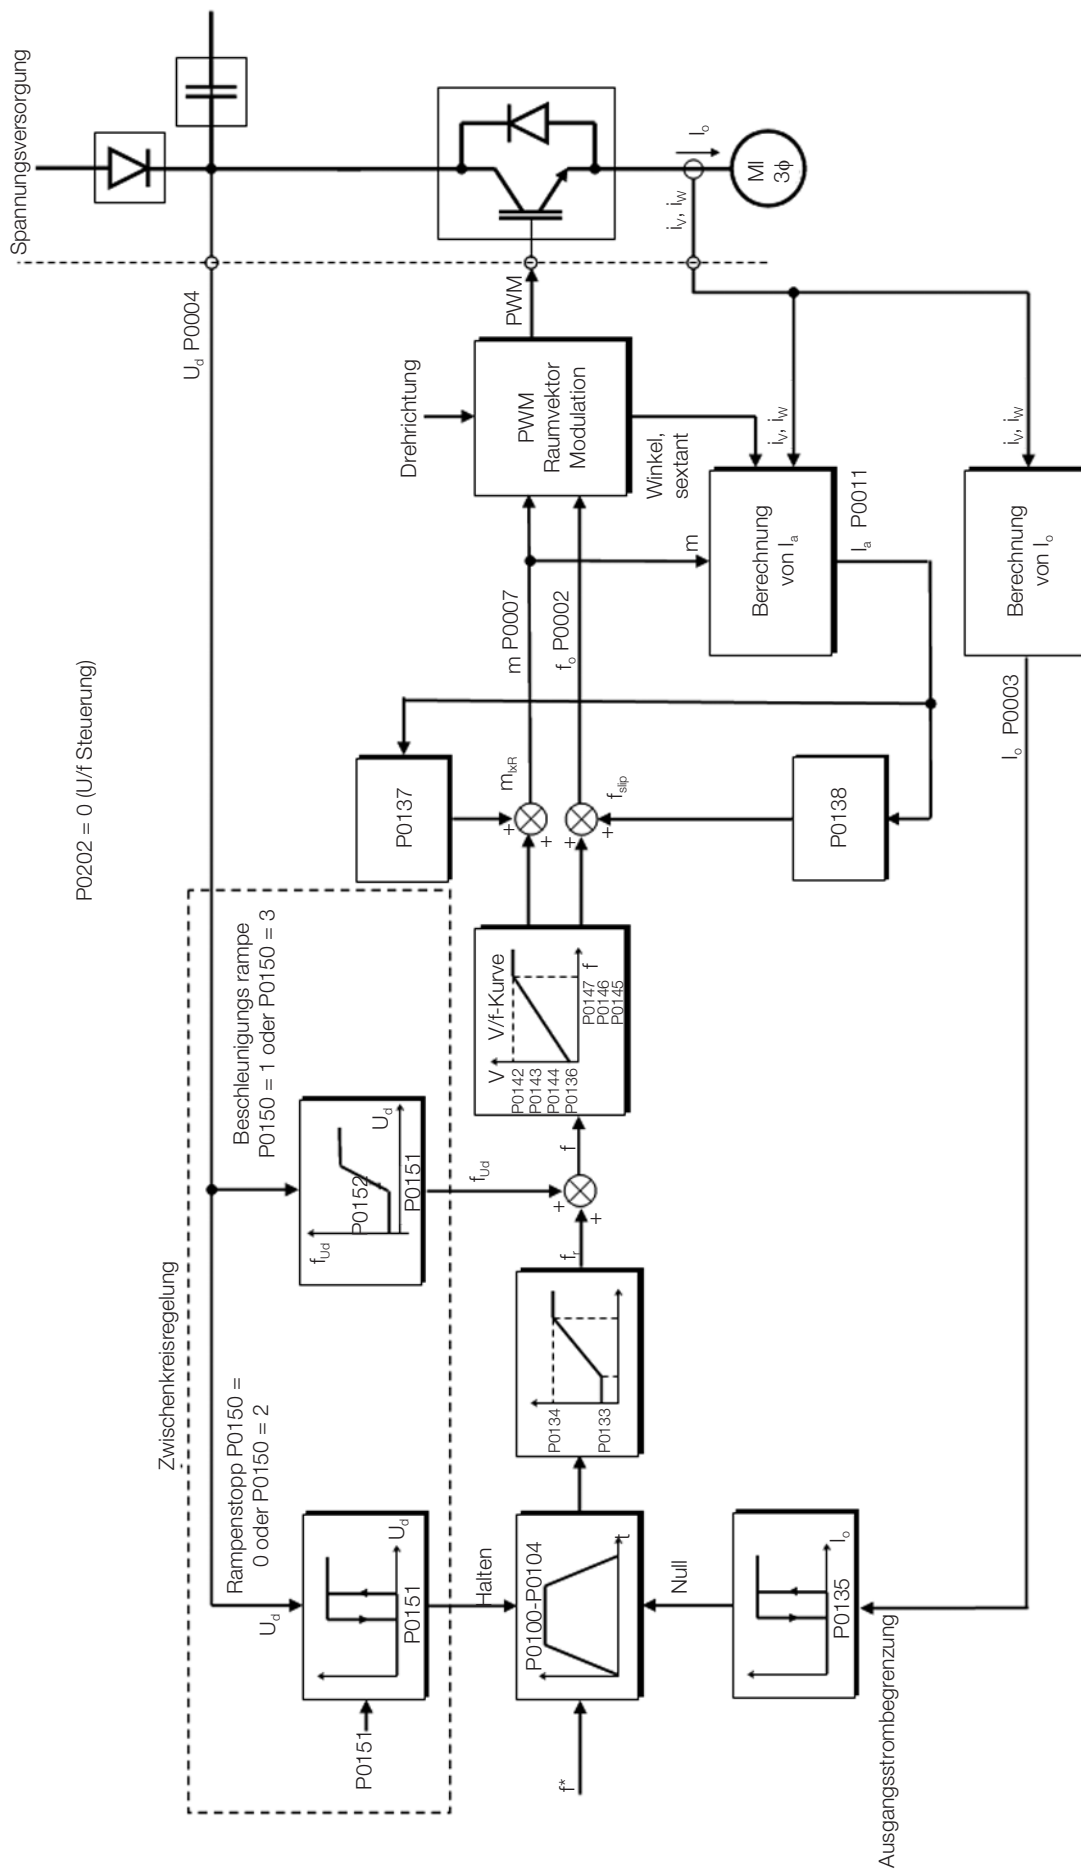 P0202 = 0 (U/f Steuerung)
Spannungsversorgung
U_d P0004
Zwischenkreisregelung
Rampenstopp P0150 =
0 oder P0150 = 2
Beschleunigungs rampe
P0150 = 1 oder P0150 = 3
U_d
P0151
U_d
P0151
Halten
f_Ud
P0152
U_d
P0151
f_Ud
f*
P0100-P0104
t
P0134
P0133
f_r
+
+
f
V/f-Kurve
V
P0142
P0143
P0144
P0136
f
P0147
P0146
P0145
P0137
m_IxR
+
+
+
+
f_slip
P0138
m P0007
f_o P0002
Drehrichtung
PWM
Raumvektor
Modulation
PWM
Winkel,
sextant
m
i_V, i_W
Berechnung
von I_a
I_a P0011
i_V, i_W
I_o
MI
3ϕ
i_V, i_W
Berechnung
von I_o
I_o P0003
Null
I_o
P0135
Ausgangsstrombegrenzung